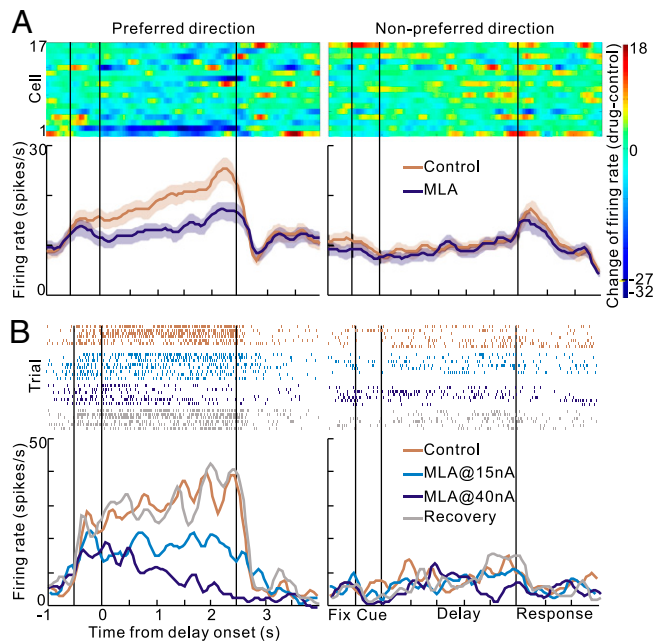 A
Preferred direction
Non-preferred direction
17
Cell
1
18
0
-27
-32
Change of firing rate (drug-control)
30
Firing rate (spikes/s)
0
Control
MLA
B
Trial
50
Firing rate (spikes/s)
0
Control
MLA@15nA
MLA@40nA
Recovery
-1 0 1 2 3
Time from delay onset (s)
Fix Cue Delay Response